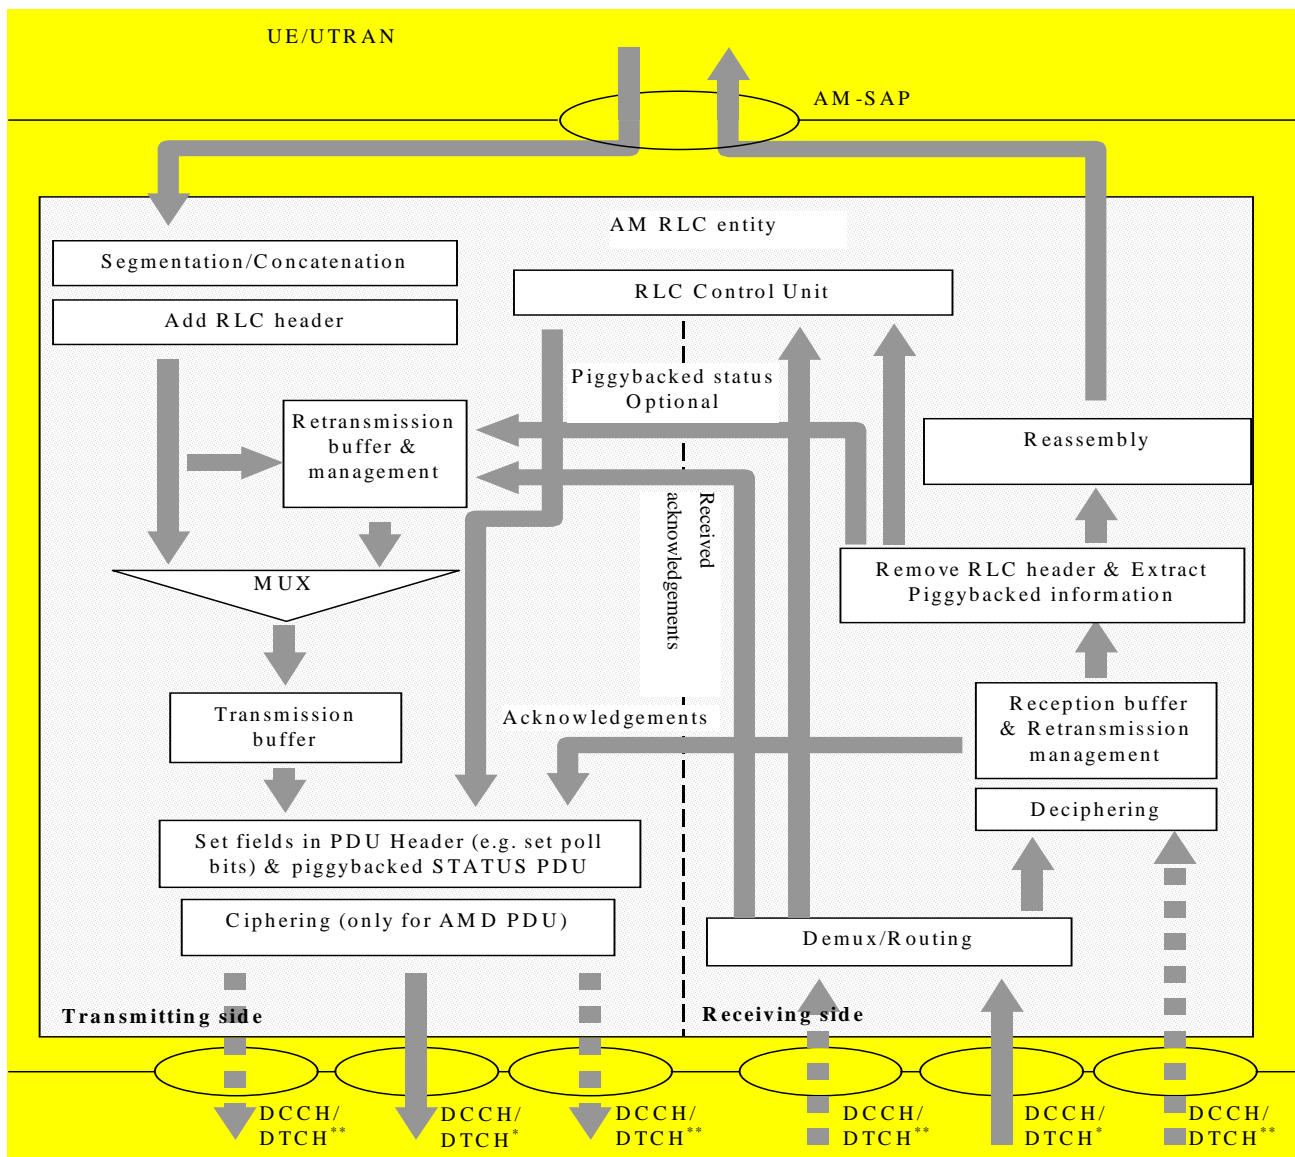 UE/UTRAN
AM-SAP
AM RLC entity
Segmentation/Concatenation
RLC Control Unit
Add RLC header
Piggybacked status
Optional
Retransmission
buffer &
management
Reassembly
Received
acknowledgements
Remove RLC header & Extract
Piggybacked information
MUX
Transmission
buffer
Acknowledgements
Reception buffer
& Retransmission
management
Deciphering
Set fields in PDU Header (e.g. set poll
bits) & piggybacked STATUS PDU
Ciphering (only for AMD PDU)
Demux/Routing
Transmitting side
Receiving side
DCCH/
DTCH**
DCCH/
DTCH*
DCCH/
DTCH**
DCCH/
DTCH**
DCCH/
DTCH*
DCCH/
DTCH**